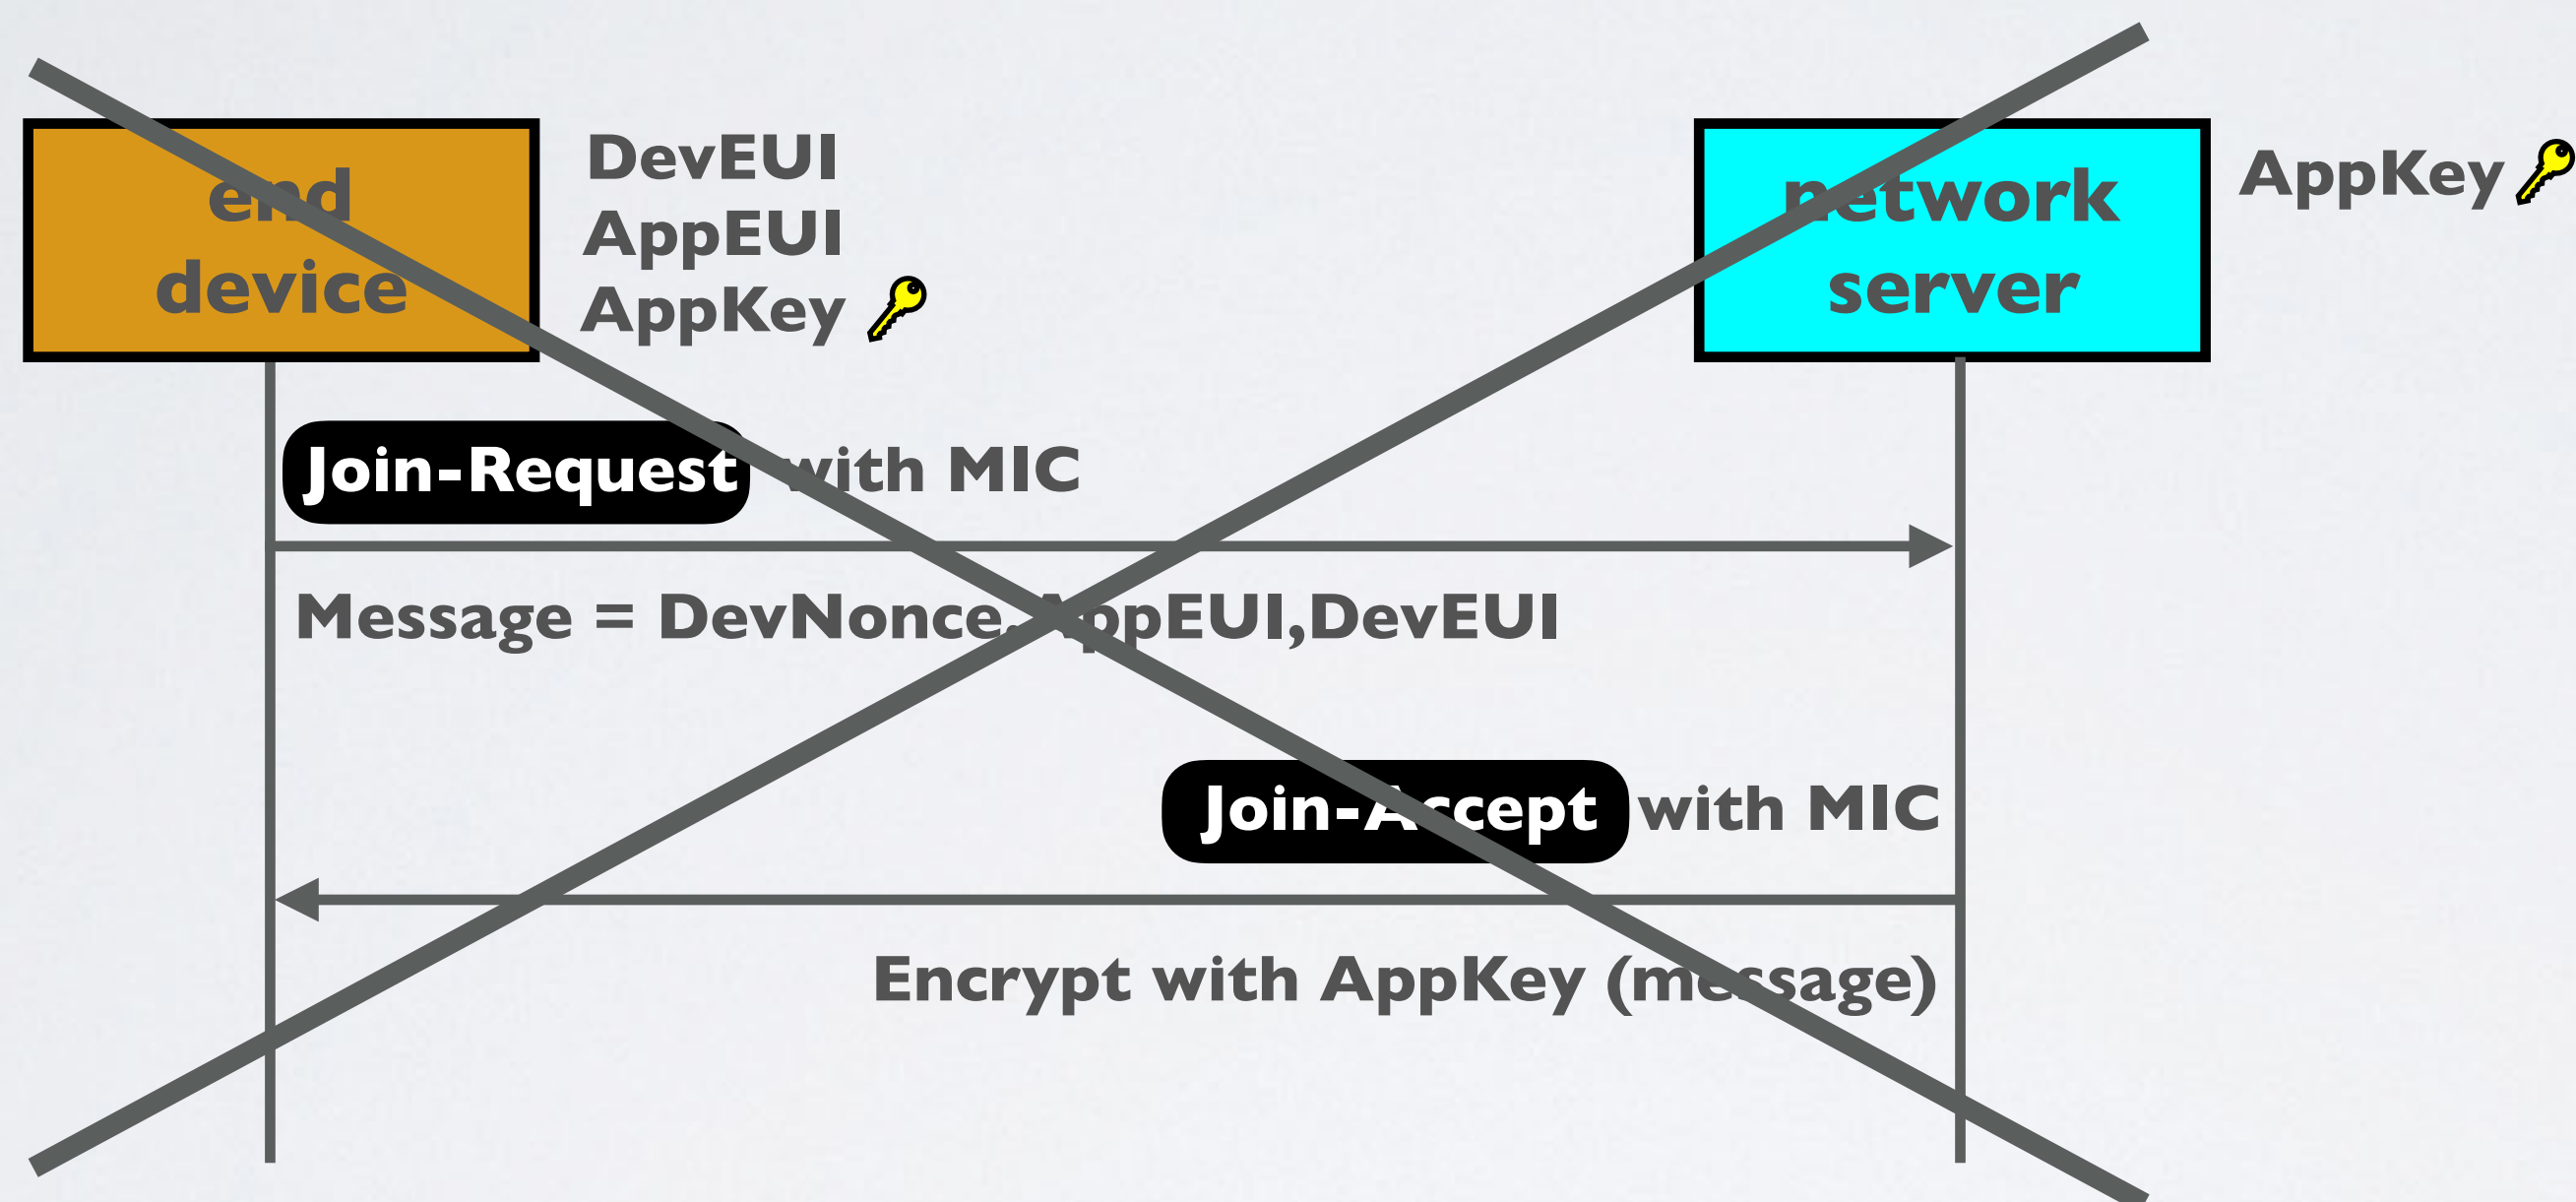 end
device
DevEUI
AppEUI
AppKey
network
server
AppKey
Join-Request with MIC
Message = DevNonce,AppEUI,DevEUI
Join-Accept with MIC
Encrypt with AppKey (message)